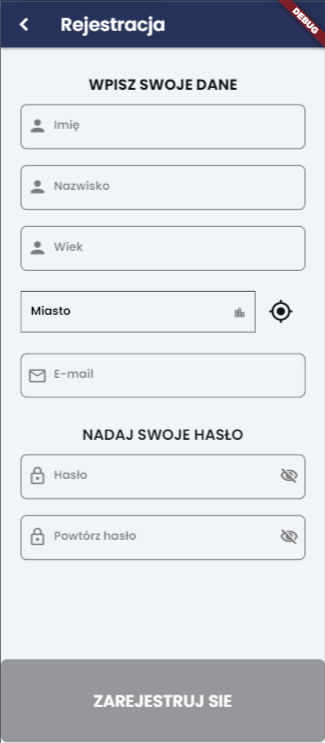 Rejestracja
DEBUG
WPISZ SWOJE DANE
Imię
Nazwisko
Wiek
Miasto
E-mail
NADAJ SWOJE HASŁO
Hasło
Powtórz hasło
ZAREJESTRUJ SIE